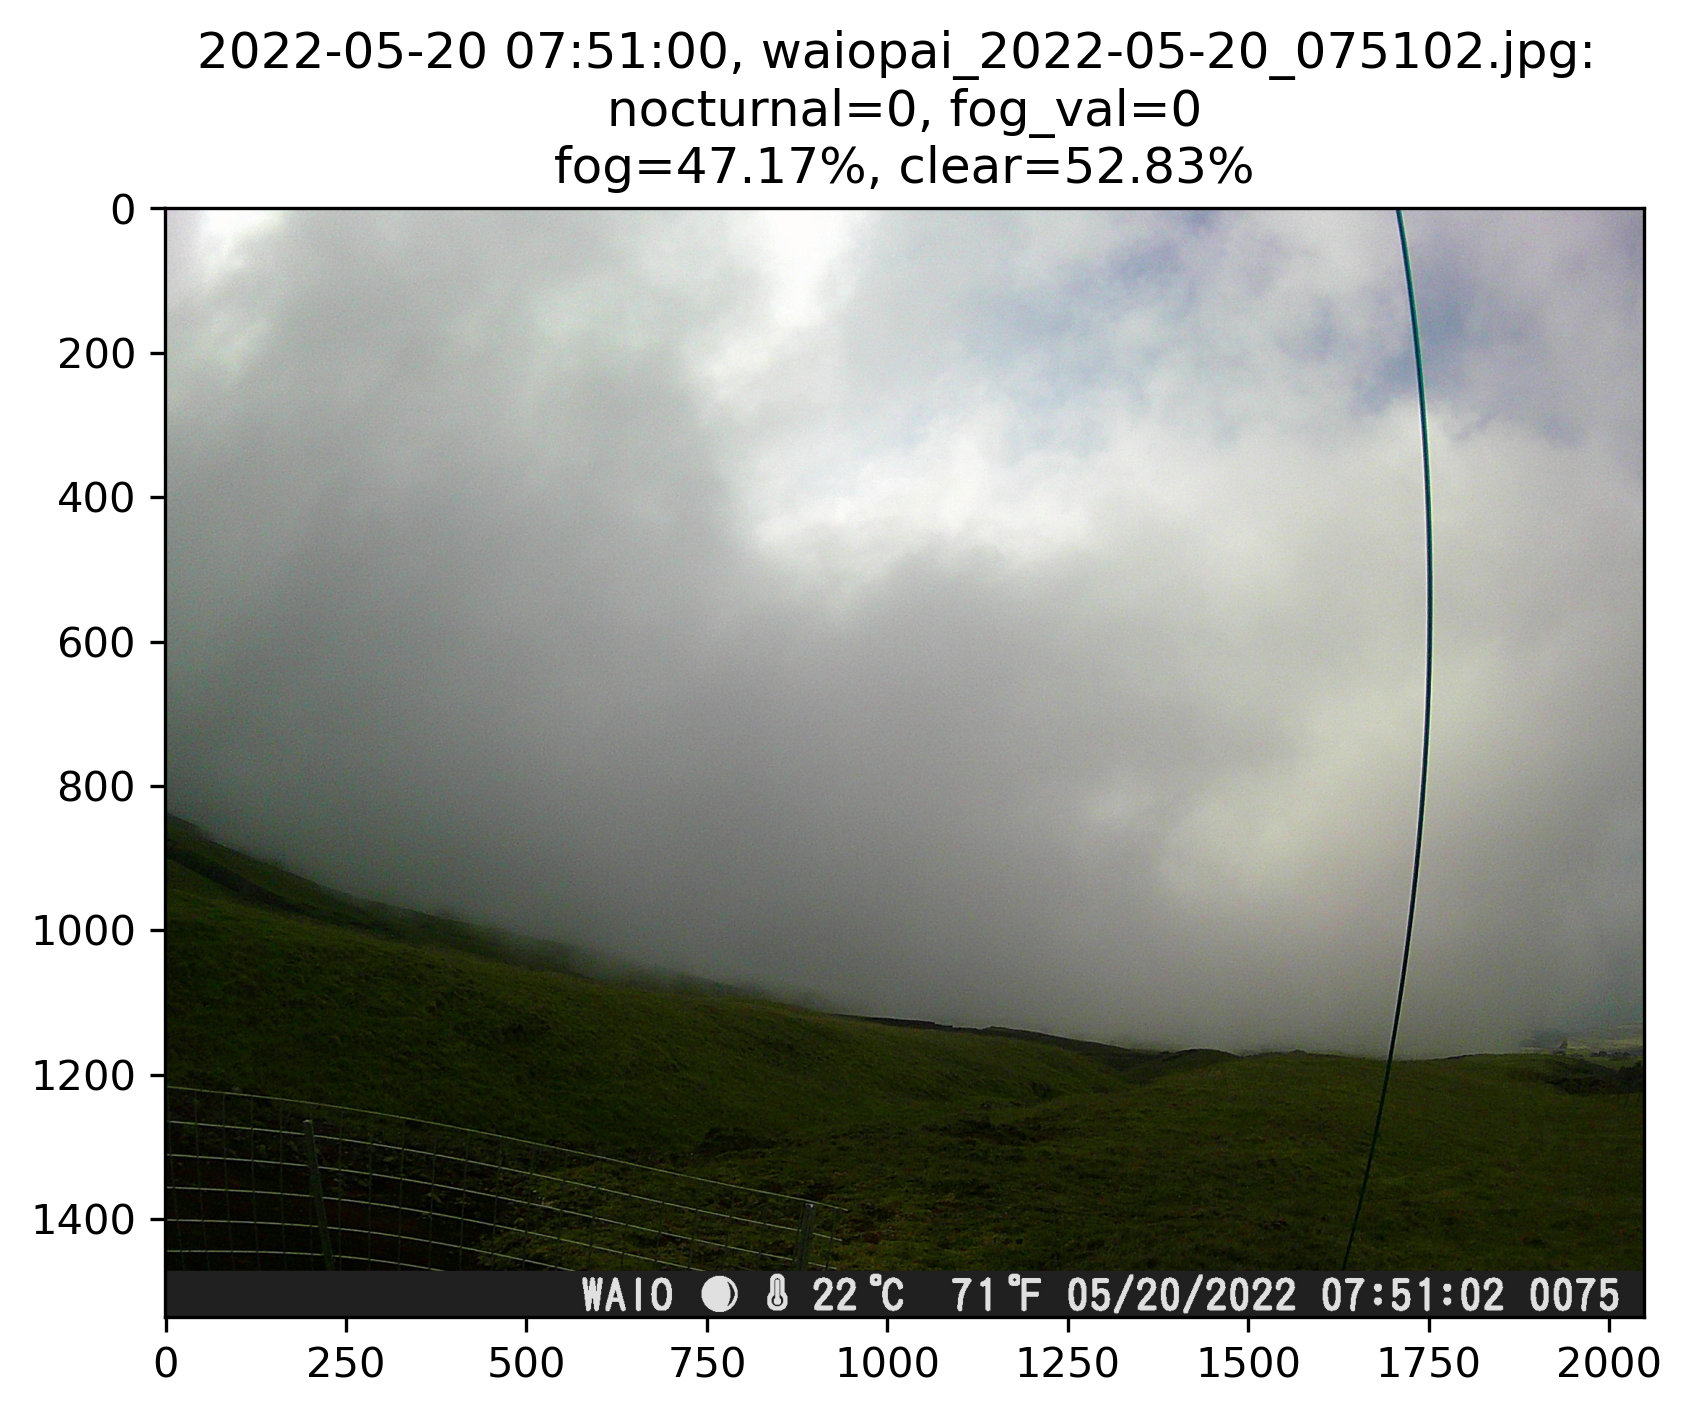 2022-05-20 07:51:00, waiopai_2022-05-20_075102.jpg:
nocturnal=0, fog_val=0
fog=47.17%, clear=52.83%
0
200
400
600
800
1000
1200
1400
WAIO 22°C 71°F 05/20/2022 07:51:02 0075
0 250 500 750 1000 1250 1500 1750 2000